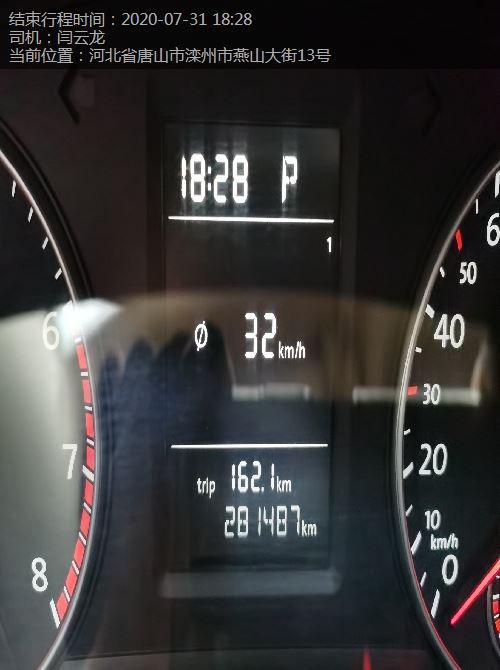 结束行程时间：2020-07-31 18:28
司机：闫云龙
当前位置：河北省唐山市滦州市燕山大街13号
18:28 P
1
6
50
6
Ø 32 km/h
40
30
7
20
trip 162.1 km
281487 km
10
km/h
8
0